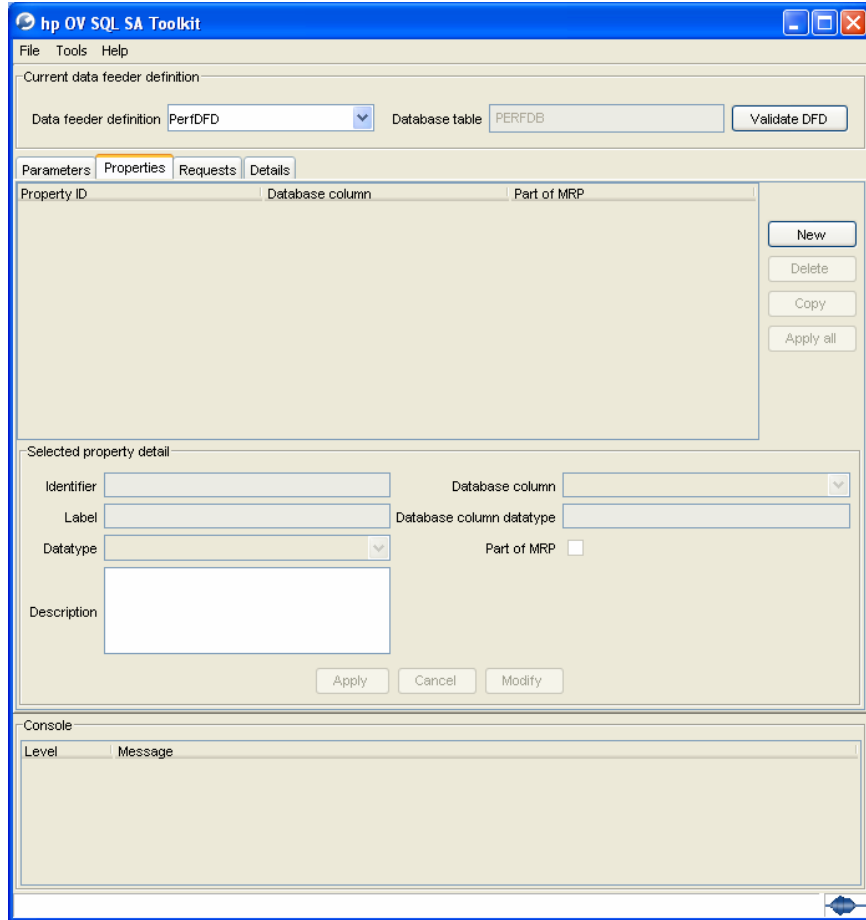 hp OV SQL SA Toolkit
File Tools Help
Current data feeder definition
Data feeder definition PerfDFD Database table PERFDB Validate DFD
Parameters Properties Requests Details
Property ID Database column Part of MRP
New
Delete
Copy
Apply all
Selected property detail
Identifier Database column
Label Database column datatype
Datatype Part of MRP
Description
Apply Cancel Modify
Console
Level Message